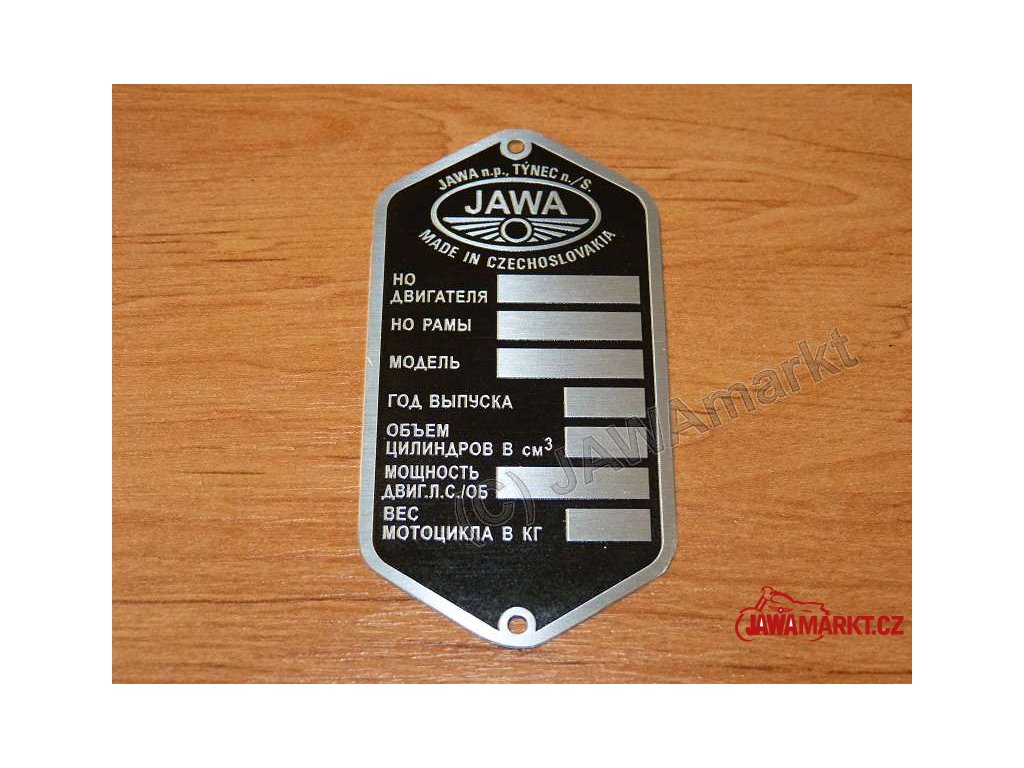 JAWA n.p., TÝNEC n./S.
JAWA
MADE IN CZECHOSLOVAKIA
НО
ДВИГАТЕЛЯ
НО РАМЫ
МОДЕЛЬ
ГОД ВЫПУСКА
ОБЪЕМ
ЦИЛИНДРОВ В см³
МОЩНОСТЬ
ДВИГ.Л.С./ОБ
ВЕС
МОТОЦИКЛА В КГ
(C) JAWAmarkt
JAWAMARKT.CZ